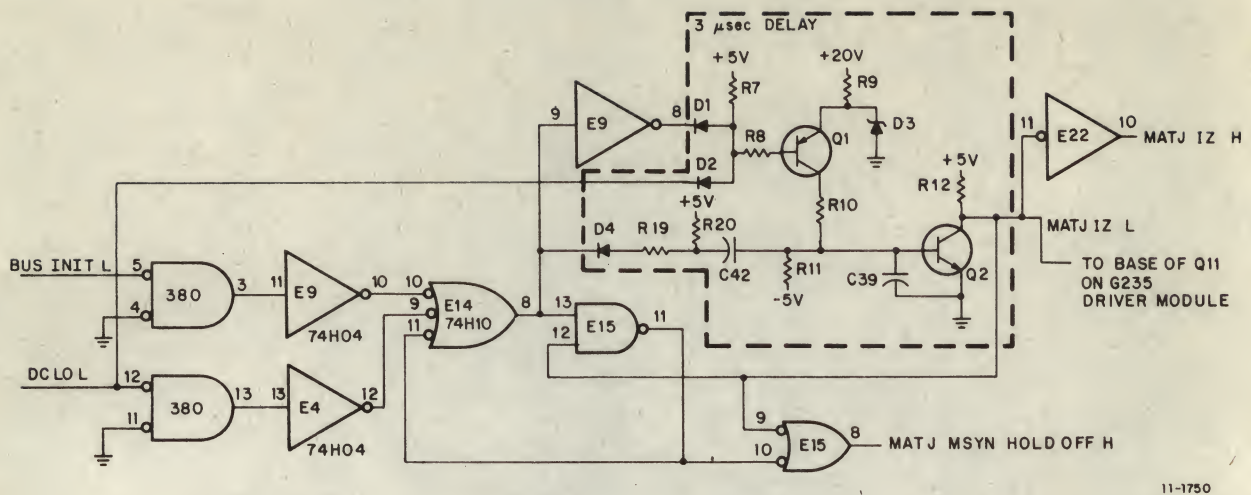 3 μsec DELAY
+5V
R7
+20V
R9
E9
9
8
D1
D2
R8
Q1
D3
R10
11
E22
10
MATJ IZ H
+5V
R12
+5V
R20
D4
R19
C42
R11
-5V
C39
Q2
MATJ IZ L
TO BASE OF Q11
ON G235
DRIVER MODULE
BUS INIT L
5
4
380
3
11
E9
10
74H04
10
9
11
E14
74H10
8
13
12
E15
11
DC LO L
12
11
380
13
13
E4
12
74H04
9
10
E15
8
MATJ MSYN HOLD OFF H
11-1750